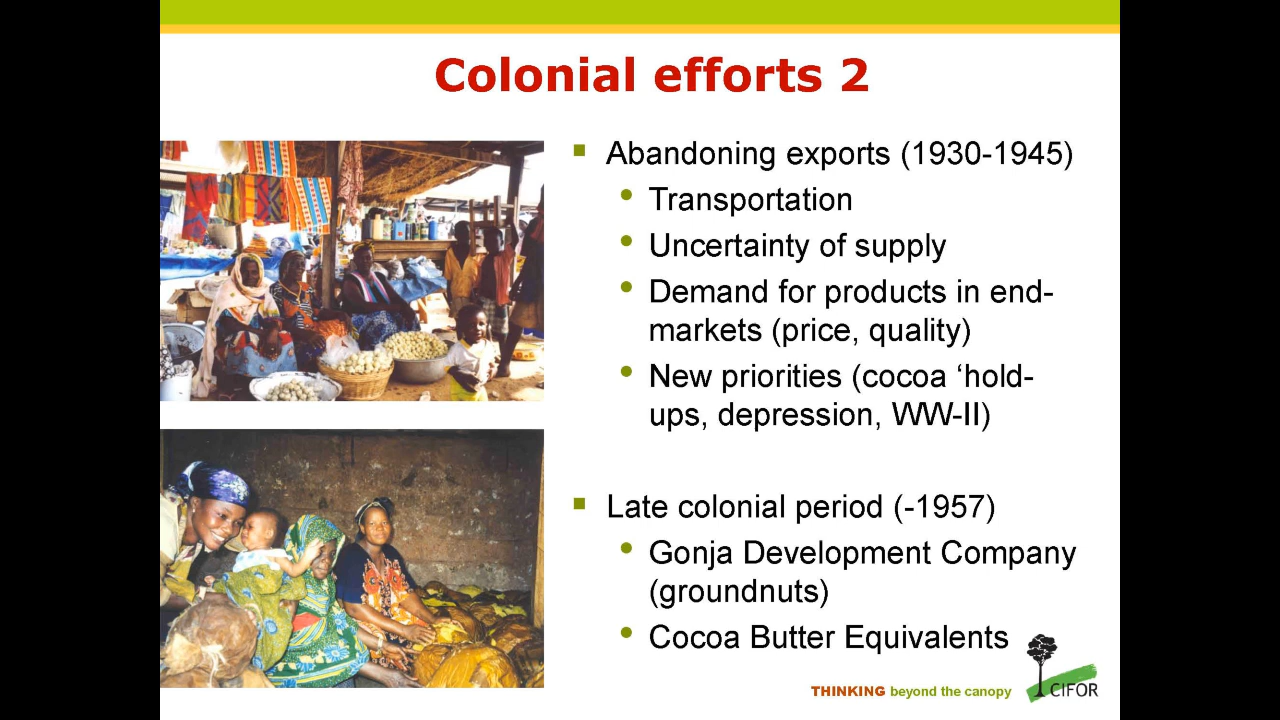 Colonial efforts 2
▪ Abandoning exports (1930-1945)
• Transportation
• Uncertainty of supply
• Demand for products in end-
markets (price, quality)
• New priorities (cocoa ‘hold-
ups, depression, WW-II)
▪ Late colonial period (-1957)
• Gonja Development Company
(groundnuts)
• Cocoa Butter Equivalents
THINKING beyond the canopy
CIFOR